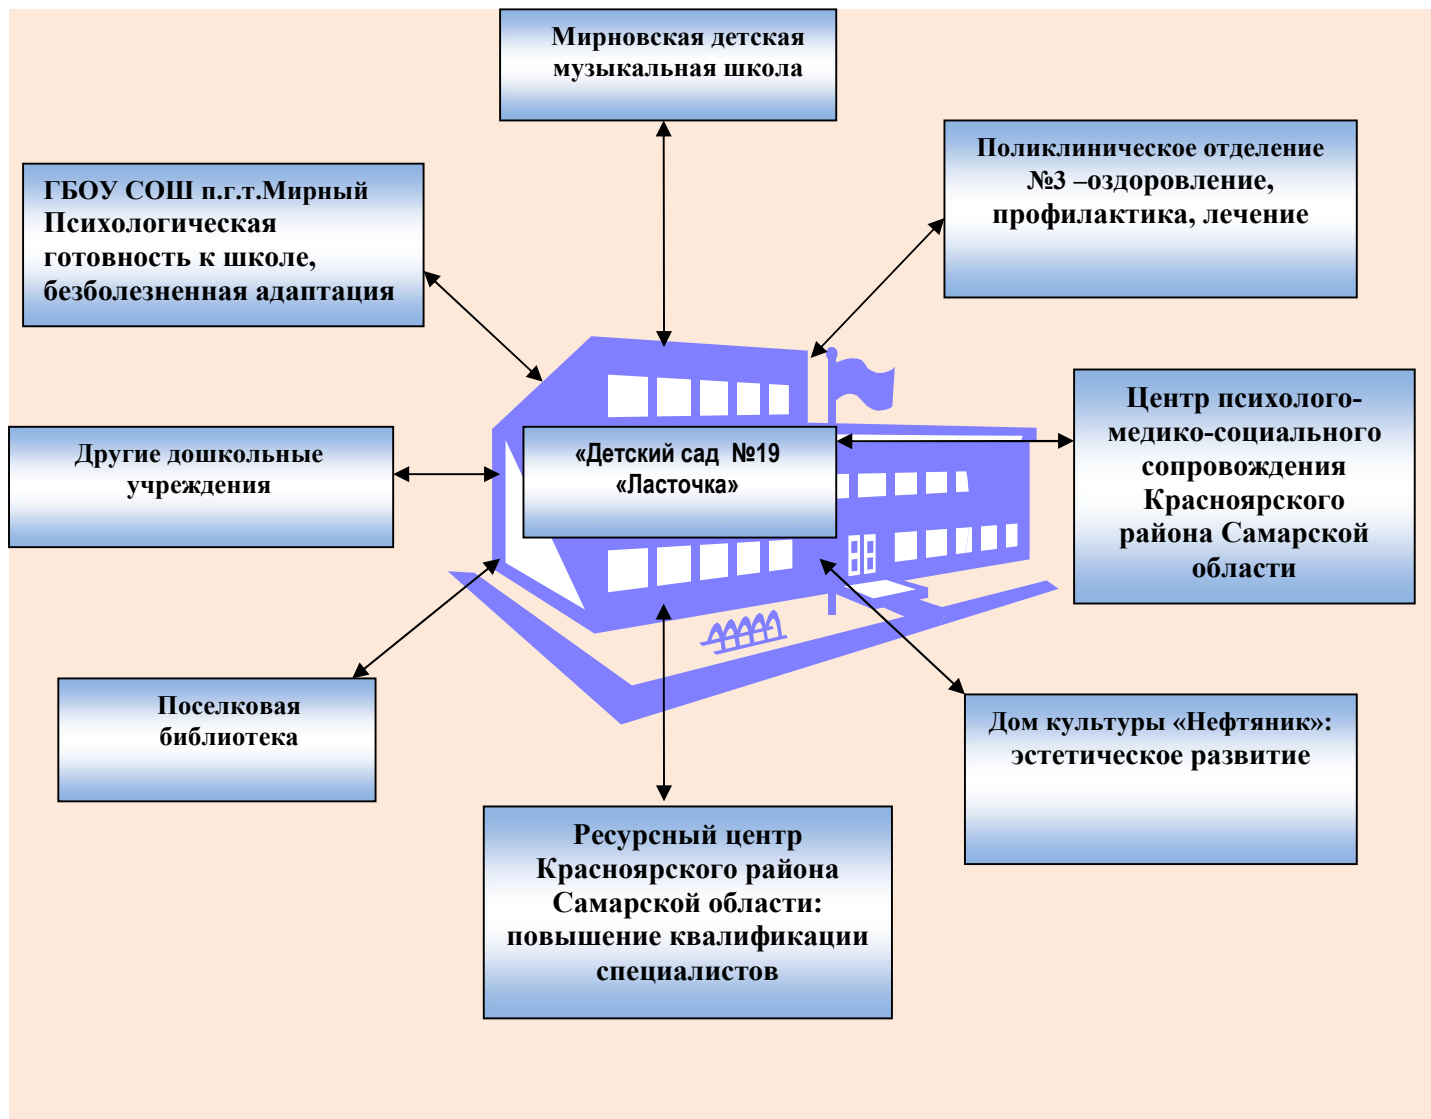 Мирновская детская
музыкальная школа
Поликлиническое отделение
№3 –оздоровление,
профилактика, лечение
ГБОУ СОШ п.г.т.Мирный
Психологическая
готовность к школе,
безболезненная адаптация
Центр психолого-
медико-социального
сопровождения
Красноярского
района Самарской
области
Другие дошкольные
учреждения
«Детский сад №19
«Ласточка»
Поселковая
библиотека
Дом культуры «Нефтяник»:
эстетическое развитие
Ресурсный центр
Красноярского района
Самарской области:
повышение квалификации
специалистов